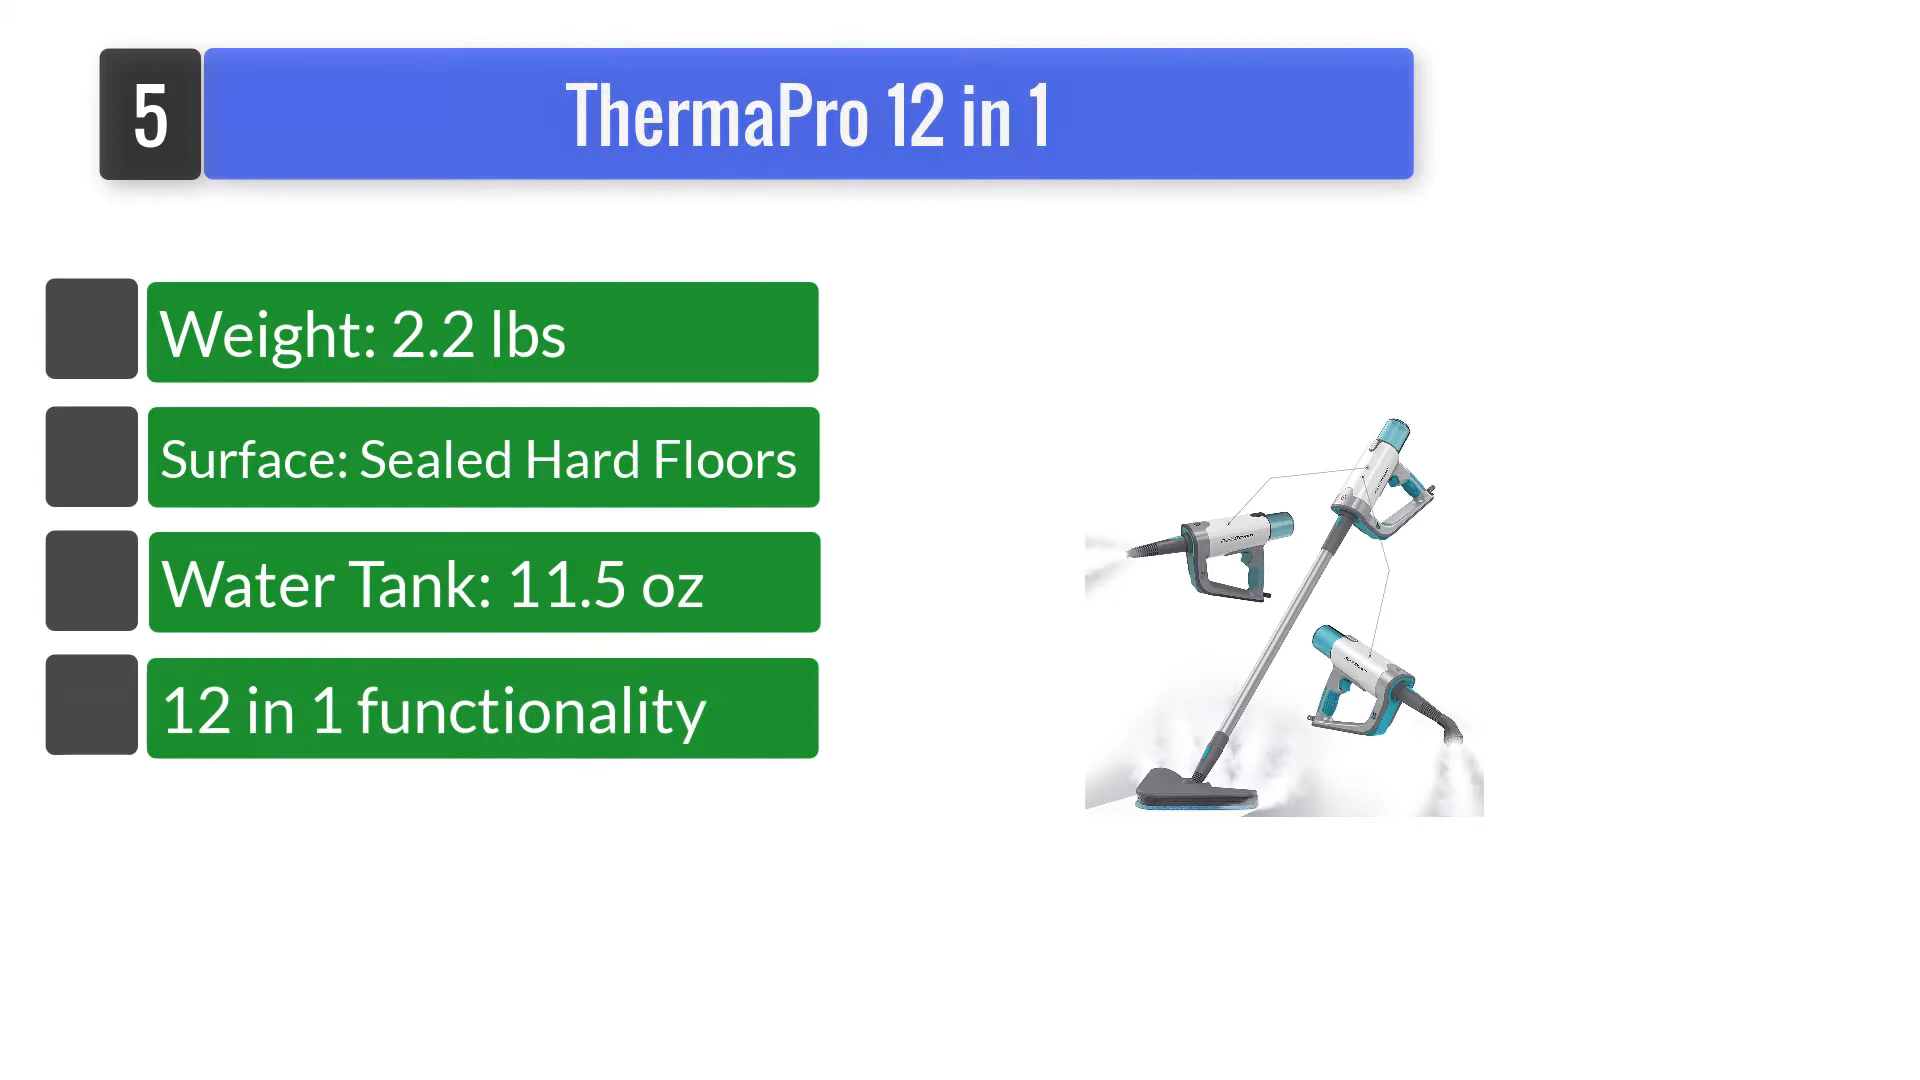 5
ThermaPro 12 in 1
Weight: 2.2 lbs
Surface: Sealed Hard Floors
Water Tank: 11.5 oz
12 in 1 functionality